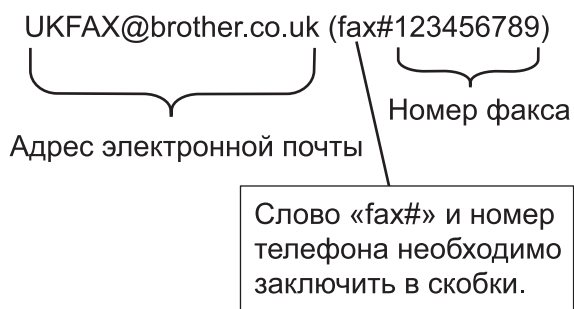 UKFAX@brother.co.uk (fax#123456789)
Номер факса
Адрес электронной почты
Слово «fax#» и номер
телефона необходимо
заключить в скобки.